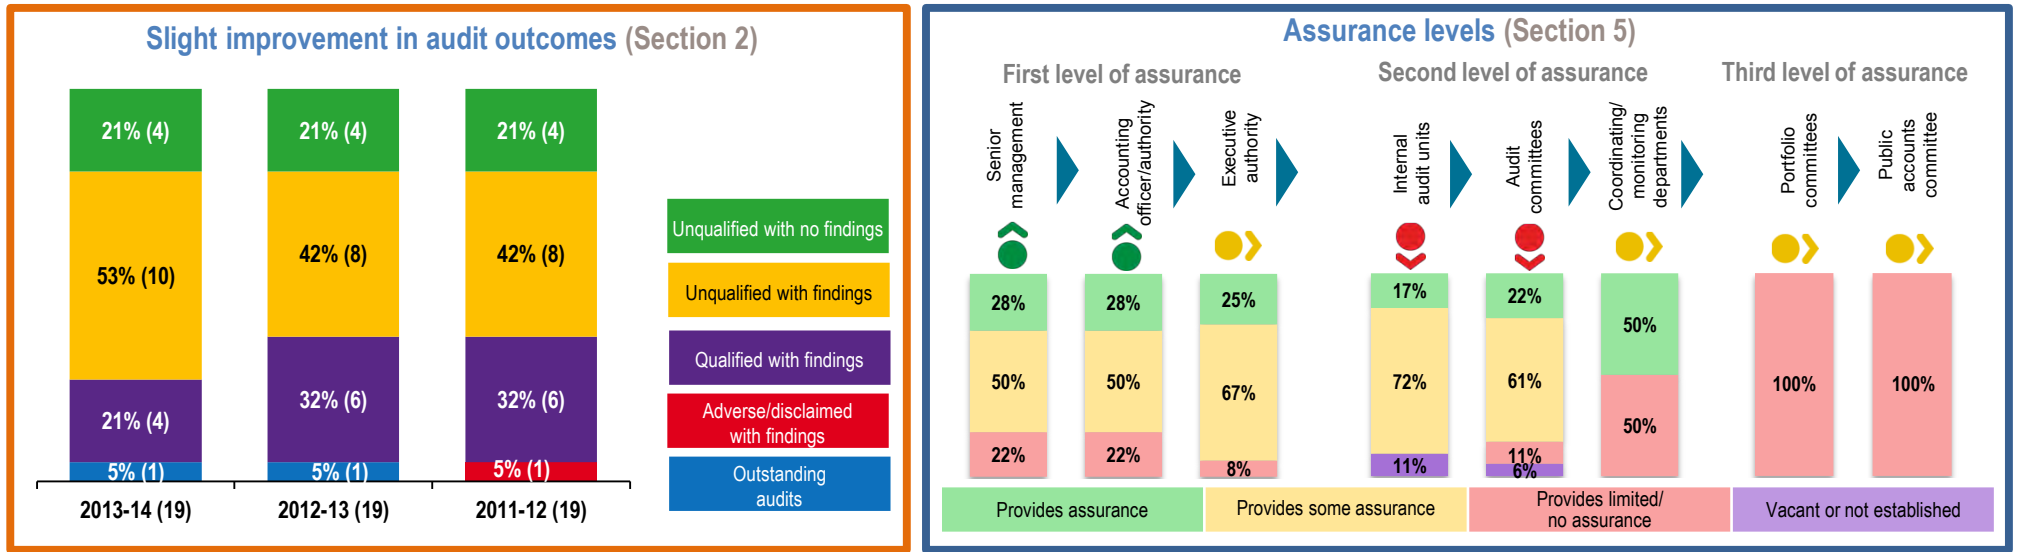 Slight improvement in audit outcomes (Section 2)
21% (4)
21% (4)
21% (4)
53% (10)
42% (8)
42% (8)
21% (4)
32% (6)
32% (6)
5% (1)
5% (1)
5% (1)
2013-14 (19)
2012-13 (19)
2011-12 (19)
Unqualified with no findings
Unqualified with findings
Qualified with findings
Adverse/disclaimed
with findings
Outstanding
audits
Assurance levels (Section 5)
First level of assurance
Second level of assurance
Third level of assurance
Senior
management
Accounting
officer/authority
Executive
authority
Internal
audit units
Audit
committees
Coordinating/
monitoring
departments
Portfolio
committees
Public
accounts
committee
28%
50%
22%
28%
50%
22%
25%
67%
8%
17%
72%
11%
22%
61%
11%
6%
50%
50%
100%
100%
Provides assurance
Provides some assurance
Provides limited/
no assurance
Vacant or not established